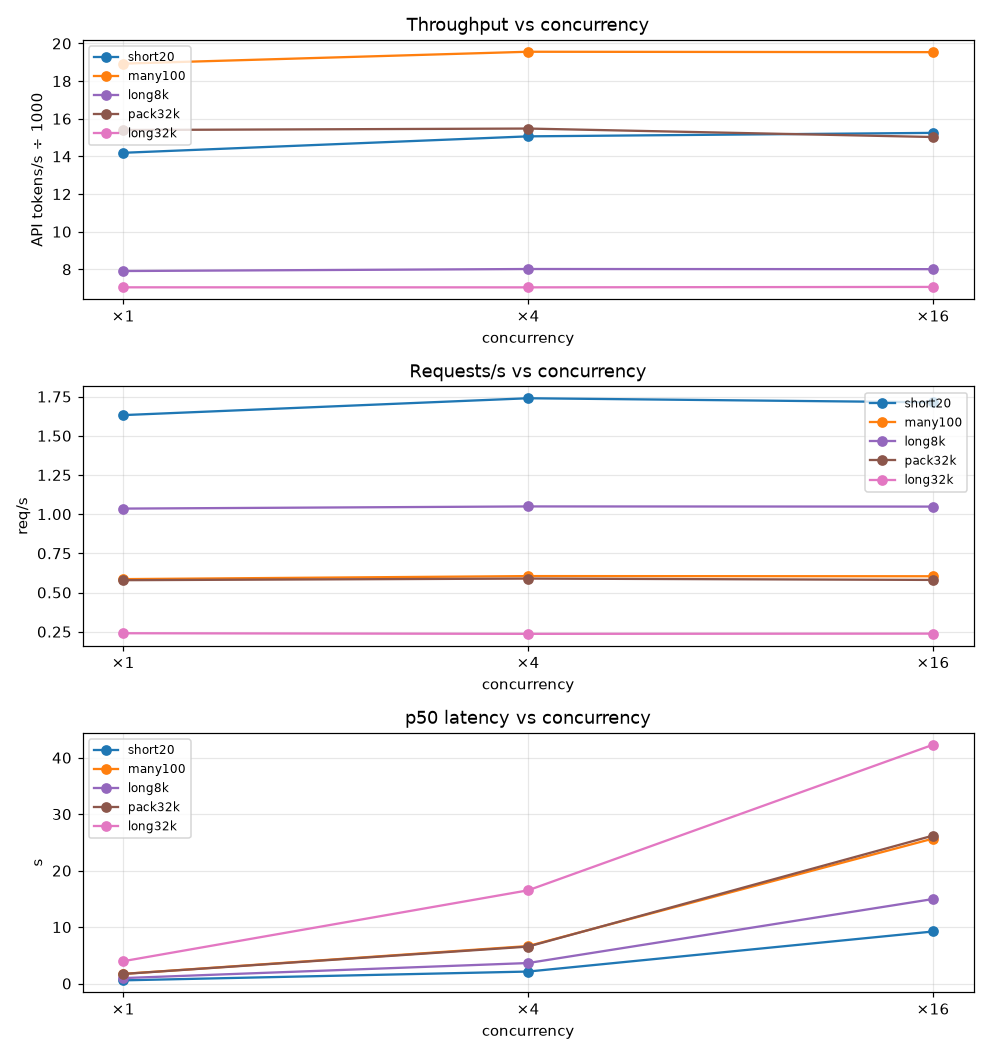 Throughput vs concurrency
20
18
16
14
12
10
8
API tokens/s ÷ 1000
short20
many100
long8k
pack32k
long32k
×1
×4
×16
concurrency
Requests/s vs concurrency
1.75
1.50
1.25
1.00
0.75
0.50
0.25
req/s
short20
many100
long8k
pack32k
long32k
×1
×4
×16
concurrency
p50 latency vs concurrency
40
30
20
10
0
s
short20
many100
long8k
pack32k
long32k
×1
×4
×16
concurrency